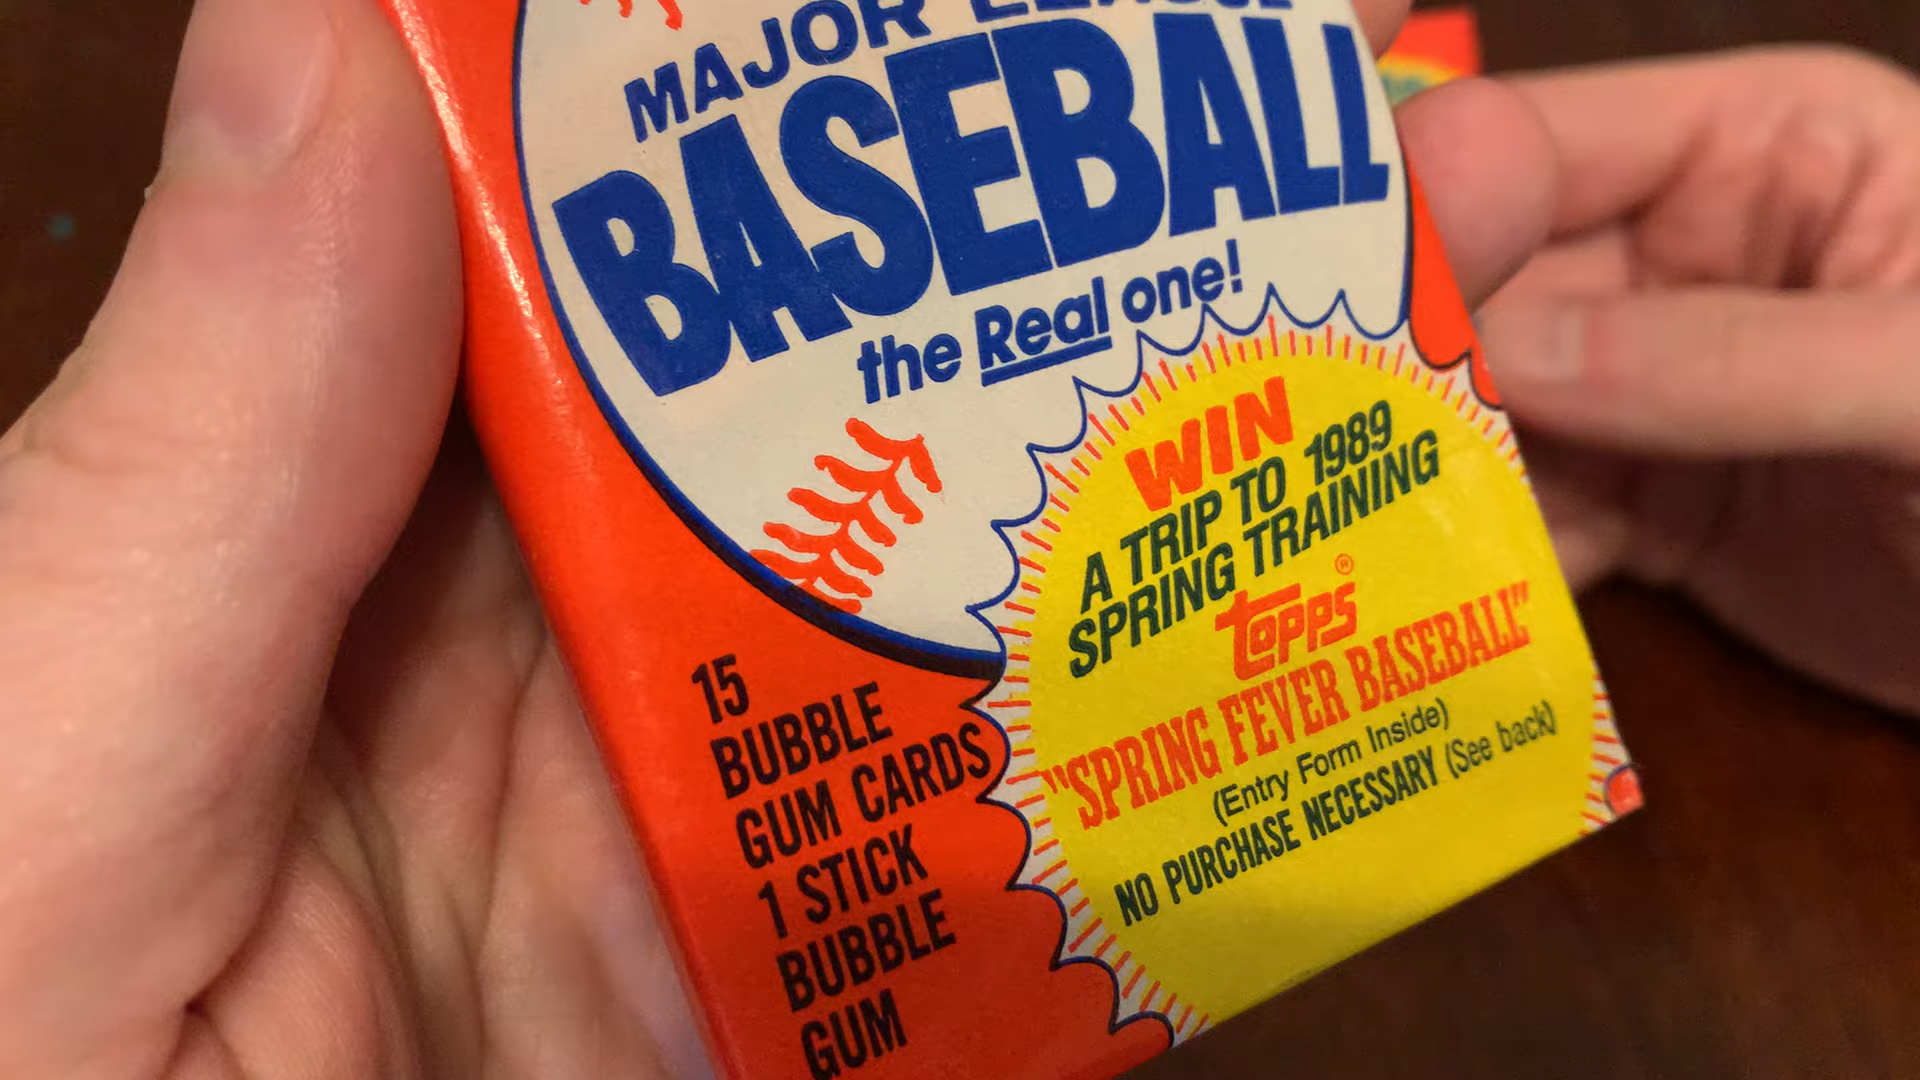 MAJOR LEAGUE
BASEBALL
the Real one!
WIN
A TRIP TO 1989
SPRING TRAINING
topps®
"SPRING FEVER BASEBALL"
(Entry Form Inside)
NO PURCHASE NECESSARY (See back)
15
BUBBLE
GUM CARDS
1 STICK
BUBBLE
GUM